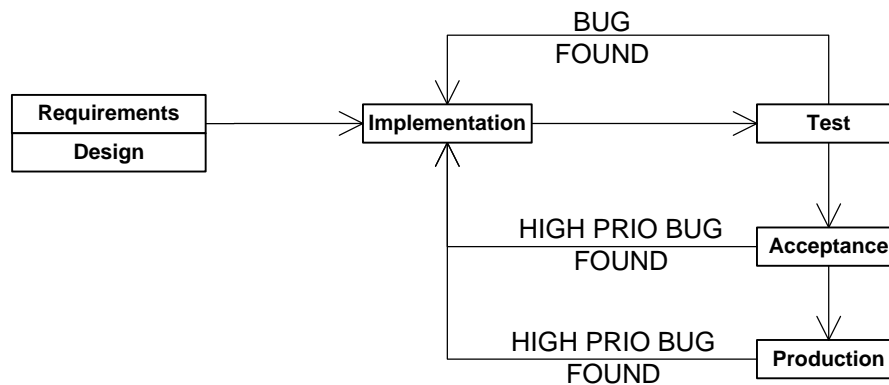 BUG
FOUND
Requirements
Design
Implementation
Test
HIGH PRIO BUG
FOUND
Acceptance
HIGH PRIO BUG
FOUND
Production